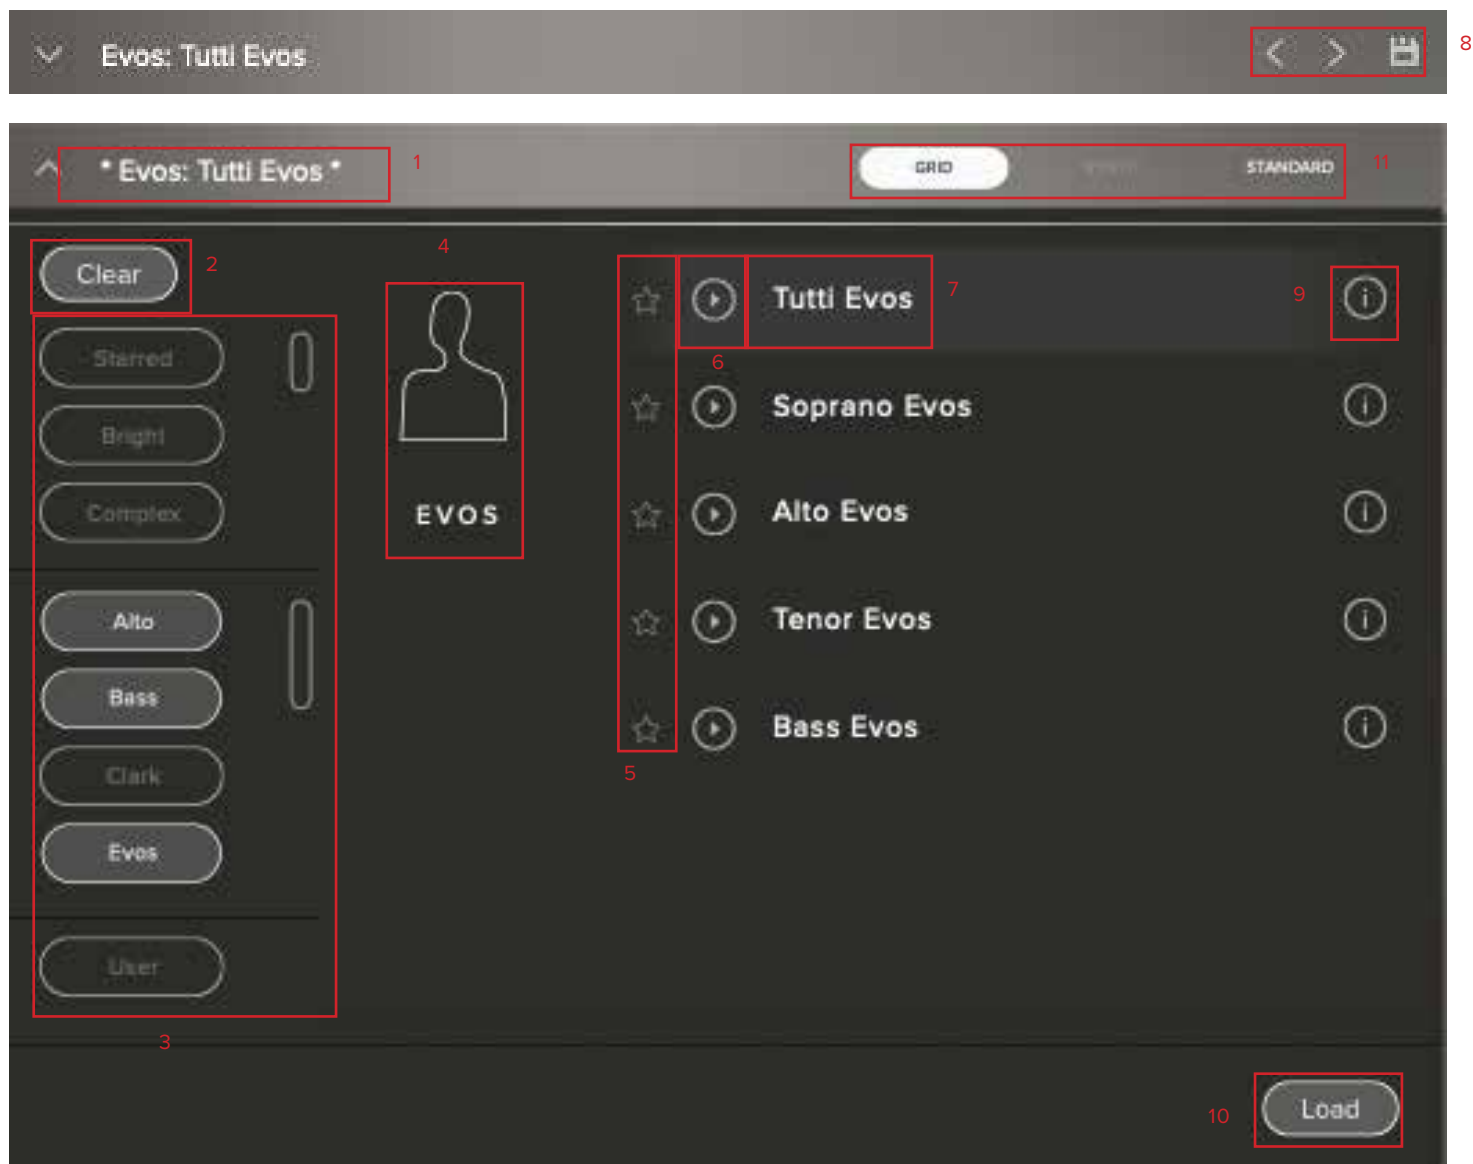 Evos: Tutti Evos
8
* Evos: Tutti Evos *
1
GRID
STANDARD
11
Clear
2
4
Starred
Bright
Complex
Alto
Bass
Clark
Evos
User
3
EVOS
Tutti Evos
7
9
6
Soprano Evos
Alto Evos
Tenor Evos
Bass Evos
5
10
Load